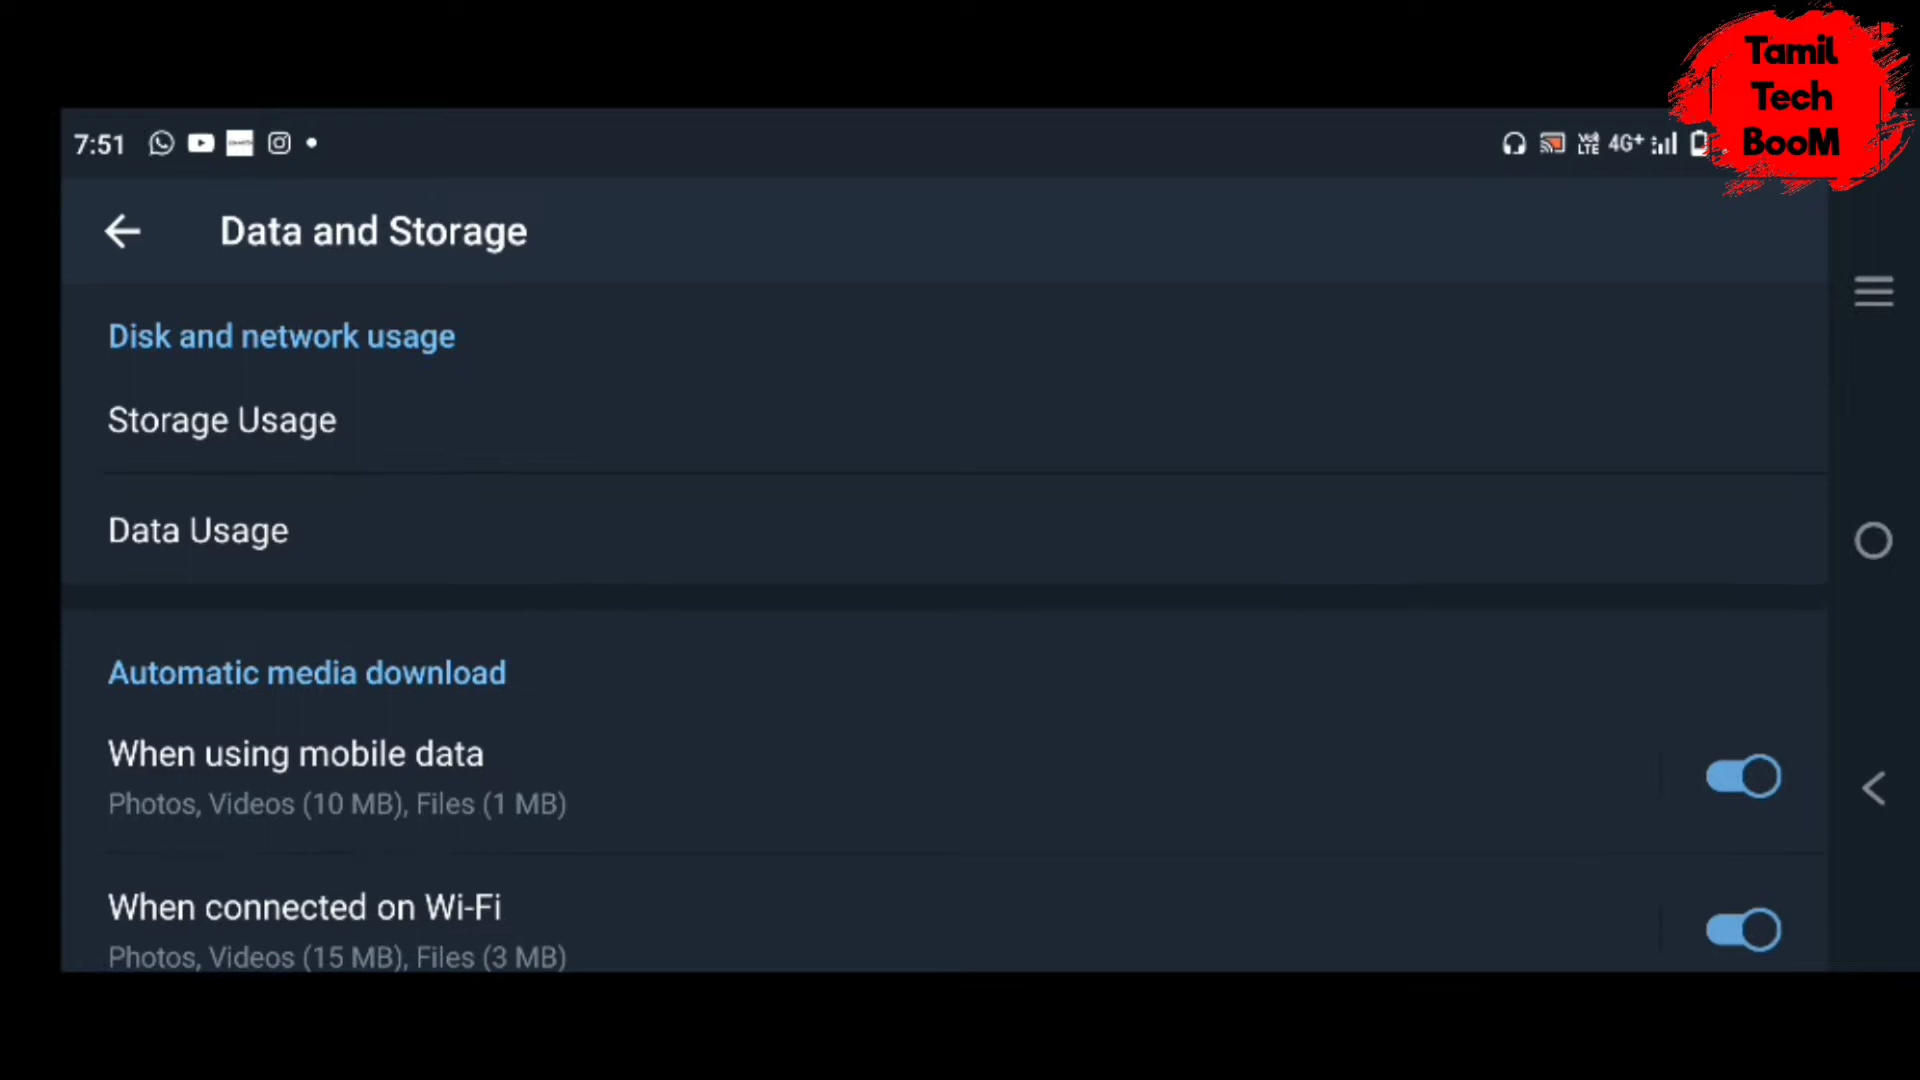 Tamil
Tech
BooM
7:51
VoI LTE 4G+
Data and Storage
Disk and network usage
Storage Usage
Data Usage
Automatic media download
When using mobile data
Photos, Videos (10 MB), Files (1 MB)
When connected on Wi-Fi
Photos, Videos (15 MB), Files (3 MB)